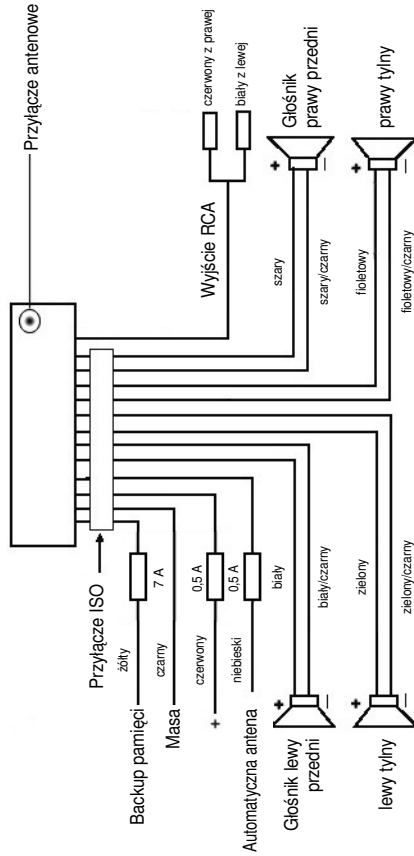 Przyłącze antenowe
czerwony z prawej
biały z lewej
Wyjście RCA
Głośnik
prawy przedni
+
–
szary
szary/czarny
prawy tylny
+
–
fioletowy
fioletowy/czarny
Przyłącze ISO
Backup pamięci
żółty
7 A
Masa
czarny
+
czerwony
0,5 A
Automatyczna antena
niebieski
0,5 A
Głośnik lewy
przedni
+
–
biały
biały/czarny
lewy tylny
+
–
zielony
zielony/czarny